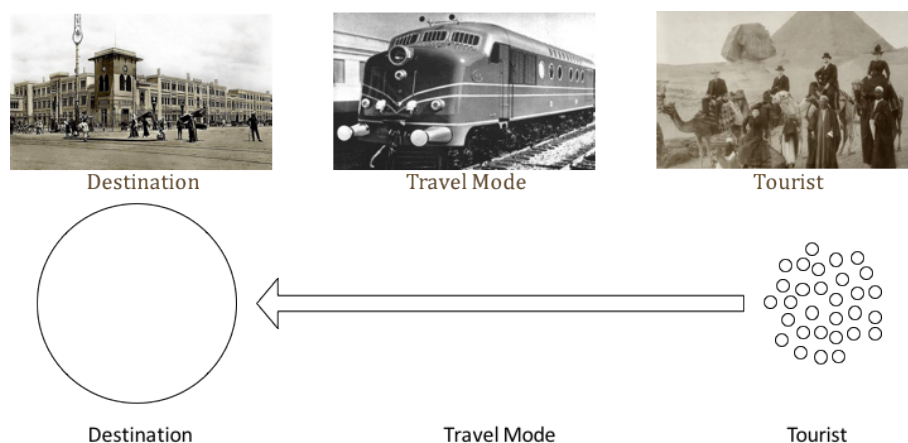 Destination
Travel Mode
Tourist
Destination
Travel Mode
Tourist